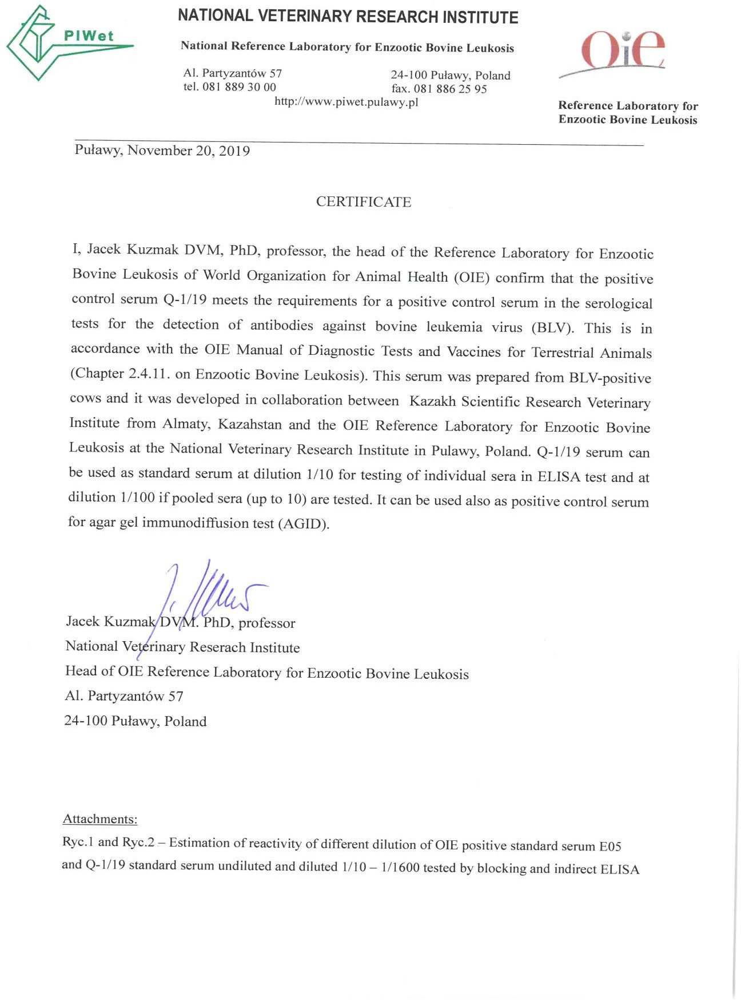 PIWet
NATIONAL VETERINARY RESEARCH INSTITUTE
National Reference Laboratory for Enzootic Bovine Leukosis
Al. Partyzantów 57
24-100 Puławy, Poland
tel. 081 889 30 00
fax. 081 886 25 95
http://www.piwet.pulawy.pl
OiE
Reference Laboratory for
Enzootic Bovine Leukosis
Puławy, November 20, 2019
CERTIFICATE
I, Jacek Kuzmak DVM, PhD, professor, the head of the Reference Laboratory for Enzootic
Bovine Leukosis of World Organization for Animal Health (OIE) confirm that the positive
control serum Q-1/19 meets the requirements for a positive control serum in the serological
tests for the detection of antibodies against bovine leukemia virus (BLV). This is in
accordance with the OIE Manual of Diagnostic Tests and Vaccines for Terrestrial Animals
(Chapter 2.4.11. on Enzootic Bovine Leukosis). This serum was prepared from BLV-positive
cows and it was developed in collaboration between Kazakh Scientific Research Veterinary
Institute from Almaty, Kazahstan and the OIE Reference Laboratory for Enzootic Bovine
Leukosis at the National Veterinary Research Institute in Pulawy, Poland. Q-1/19 serum can
be used as standard serum at dilution 1/10 for testing of individual sera in ELISA test and at
dilution 1/100 if pooled sera (up to 10) are tested. It can be used also as positive control serum
for agar gel immunodiffusion test (AGID).
Jacek Kuzmak DVM. PhD, professor
National Veterinary Reserach Institute
Head of OIE Reference Laboratory for Enzootic Bovine Leukosis
Al. Partyzantów 57
24-100 Puławy, Poland
Attachments:
Ryc.1 and Ryc.2 – Estimation of reactivity of different dilution of OIE positive standard serum E05
and Q-1/19 standard serum undiluted and diluted 1/10 – 1/1600 tested by blocking and indirect ELISA